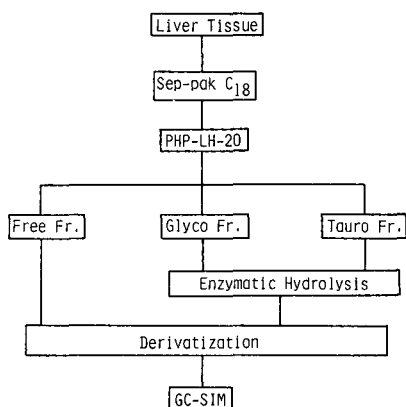 Liver Tissue
Sep-pak C18
PHP-LH-20
Free Fr. Glyco Fr. Tauro Fr.
Enzymatic Hydrolysis
Derivatization
GC-SIM